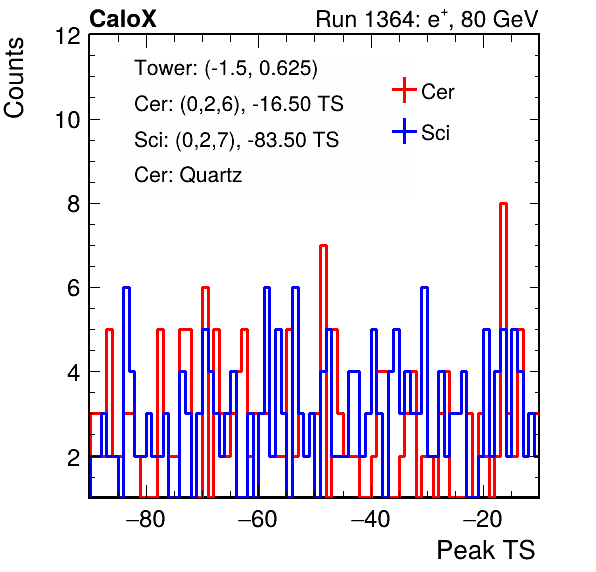 CaloX Run 1364: e+, 80 GeV
Counts
12
10
8
6
4
2
Tower: (-1.5, 0.625)
Cer: (0,2,6), -16.50 TS
Sci: (0,2,7), -83.50 TS
Cer: Quartz
Cer
Sci
−80 −60 −40 −20
Peak TS